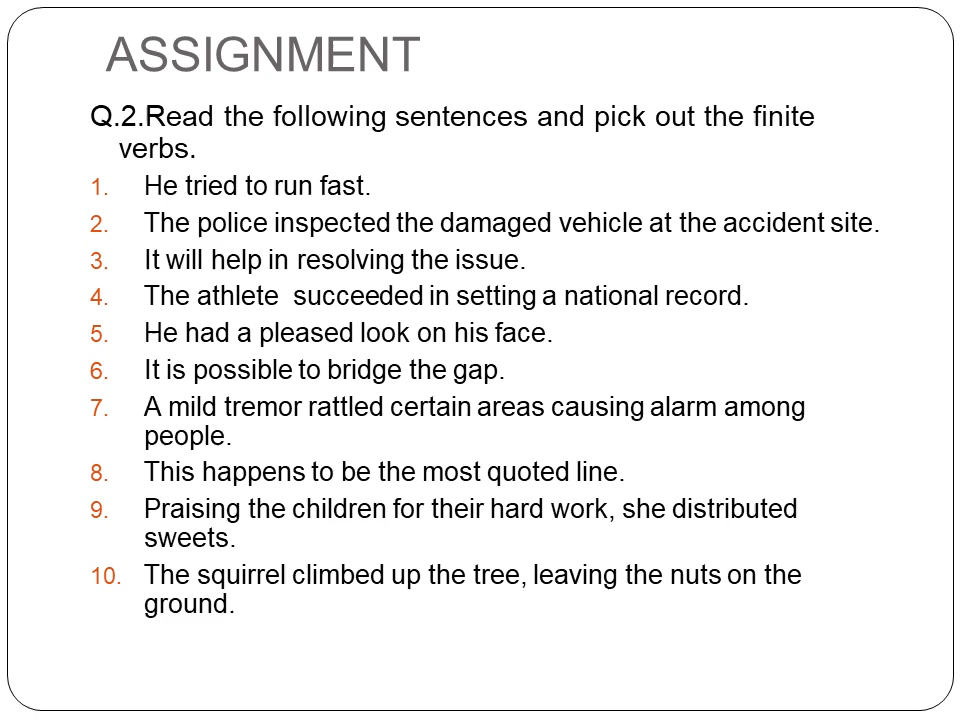 ASSIGNMENT
Q.2.Read the following sentences and pick out the finite
verbs.
1. He tried to run fast.
2. The police inspected the damaged vehicle at the accident site.
3. It will help in resolving the issue.
4. The athlete  succeeded in setting a national record.
5. He had a pleased look on his face.
6. It is possible to bridge the gap.
7. A mild tremor rattled certain areas causing alarm among
people.
8. This happens to be the most quoted line.
9. Praising the children for their hard work, she distributed
sweets.
10. The squirrel climbed up the tree, leaving the nuts on the
ground.